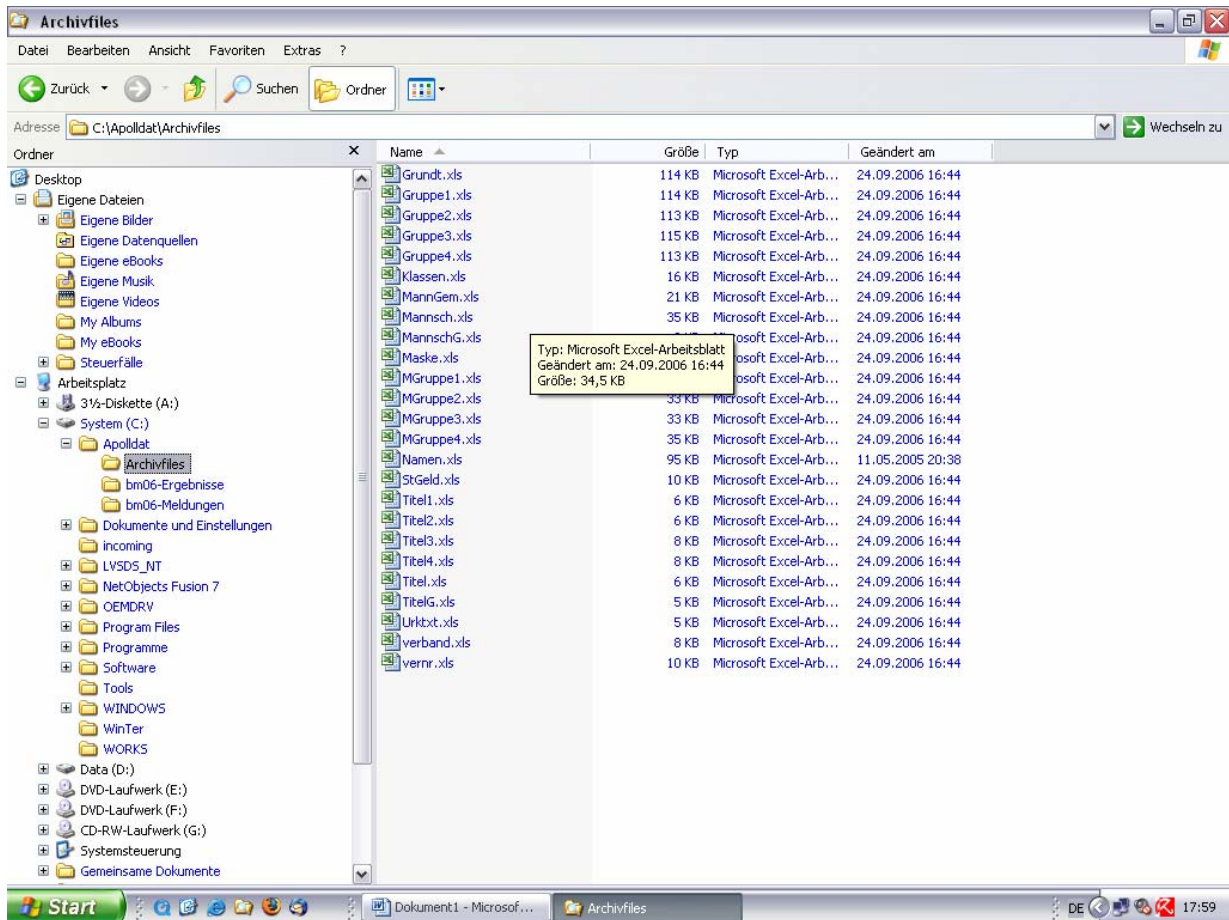 Archivfiles
Datei Bearbeiten Ansicht Favoriten Extras ?
Zurück Suchen Ordner
Adresse C:\Apolldat\Archivfiles Wechseln zu
Ordner
Desktop
Eigene Dateien
Eigene Bilder
Eigene Datenquellen
Eigene eBooks
Eigene Musik
Eigene Videos
My Albums
My eBooks
Steuerfälle
Arbeitsplatz
3½-Diskette (A:)
System (C:)
Apolldat
Archivfiles
bm06-Ergebnisse
bm06-Meldungen
Dokumente und Einstellungen
incoming
LVSDS_NT
NetObjects Fusion 7
OEMDRV
Program Files
Programme
Software
Tools
WINDOWS
WinTer
WORKS
Data (D:)
DVD-Laufwerk (E:)
DVD-Laufwerk (F:)
CD-RW-Laufwerk (G:)
Systemsteuerung
Gemeinsame Dokumente
Name Größe Typ Geändert am
Grundt.xls 114 KB Microsoft Excel-Arb... 24.09.2006 16:44
Gruppe1.xls 114 KB Microsoft Excel-Arb... 24.09.2006 16:44
Gruppe2.xls 113 KB Microsoft Excel-Arb... 24.09.2006 16:44
Gruppe3.xls 115 KB Microsoft Excel-Arb... 24.09.2006 16:44
Gruppe4.xls 113 KB Microsoft Excel-Arb... 24.09.2006 16:44
Klassen.xls 16 KB Microsoft Excel-Arb... 24.09.2006 16:44
MannGem.xls 21 KB Microsoft Excel-Arb... 24.09.2006 16:44
Mannsch.xls 35 KB Microsoft Excel-Arb... 24.09.2006 16:44
MannschG.xls Excel-Arb... 24.09.2006 16:44
Maske.xls Excel-Arb... 24.09.2006 16:44
MGruppe1.xls Excel-Arb... 24.09.2006 16:44
MGruppe2.xls 33 KB Microsoft Excel-Arb... 24.09.2006 16:44
MGruppe3.xls 33 KB Microsoft Excel-Arb... 24.09.2006 16:44
MGruppe4.xls 35 KB Microsoft Excel-Arb... 24.09.2006 16:44
Namen.xls 95 KB Microsoft Excel-Arb... 11.05.2005 20:38
StGeld.xls 10 KB Microsoft Excel-Arb... 24.09.2006 16:44
Titel1.xls 6 KB Microsoft Excel-Arb... 24.09.2006 16:44
Titel2.xls 6 KB Microsoft Excel-Arb... 24.09.2006 16:44
Titel3.xls 8 KB Microsoft Excel-Arb... 24.09.2006 16:44
Titel4.xls 8 KB Microsoft Excel-Arb... 24.09.2006 16:44
Titel.xls 6 KB Microsoft Excel-Arb... 24.09.2006 16:44
TitelG.xls 5 KB Microsoft Excel-Arb... 24.09.2006 16:44
Urktxt.xls 5 KB Microsoft Excel-Arb... 24.09.2006 16:44
verband.xls 8 KB Microsoft Excel-Arb... 24.09.2006 16:44
vernr.xls 10 KB Microsoft Excel-Arb... 24.09.2006 16:44
Typ: Microsoft Excel-Arbeitsblatt
Geändert am: 24.09.2006 16:44
Größe: 34,5 KB
Start Dokument1 - Microsof... Archivfiles DE 17:59